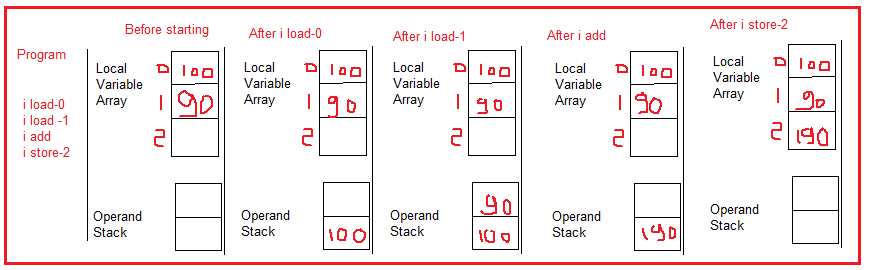 Program
i load-0
i load -1
i add
i store-2
Before starting
Local
Variable
Array
0 100
1 90
2
Operand
Stack
After i load-0
Local
Variable
Array
0 100
1 90
2
Operand
Stack
100
After i load-1
Local
Variable
Array
0 100
1 90
2
Operand
Stack
90
100
After i add
Local
Variable
Array
0 100
1 90
2
Operand
Stack
190
After i store-2
Local
Variable
Array
0 100
1 90
2 190
Operand
Stack